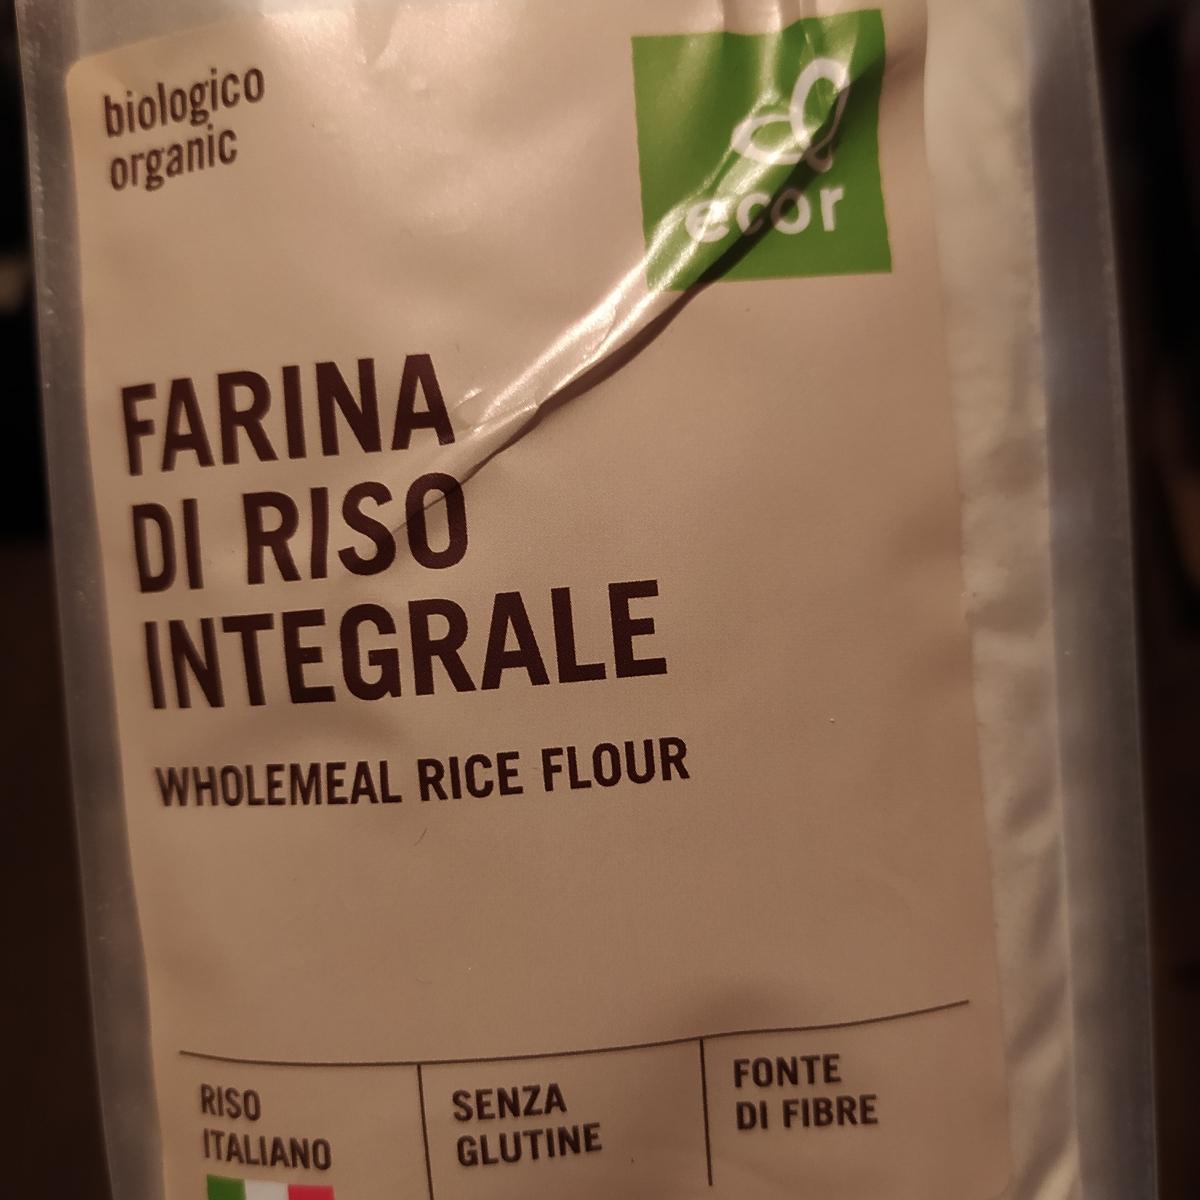 biologico
organic
ecor
FARINA
DI RISO
INTEGRALE
WHOLEMEAL RICE FLOUR
RISO
ITALIANO
SENZA
GLUTINE
FONTE
DI FIBRE